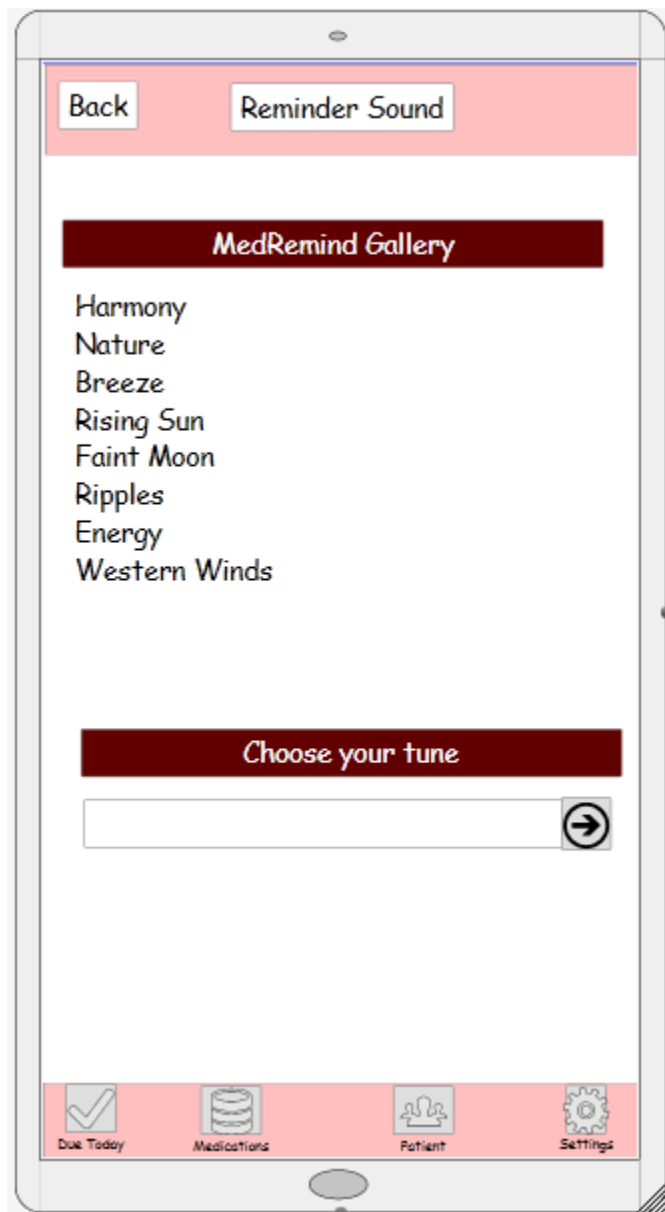 Back
Reminder Sound
MedRemind Gallery
Harmony
Nature
Breeze
Rising Sun
Faint Moon
Ripples
Energy
Western Winds
Choose your tune
Due Today
Medications
Patient
Settings